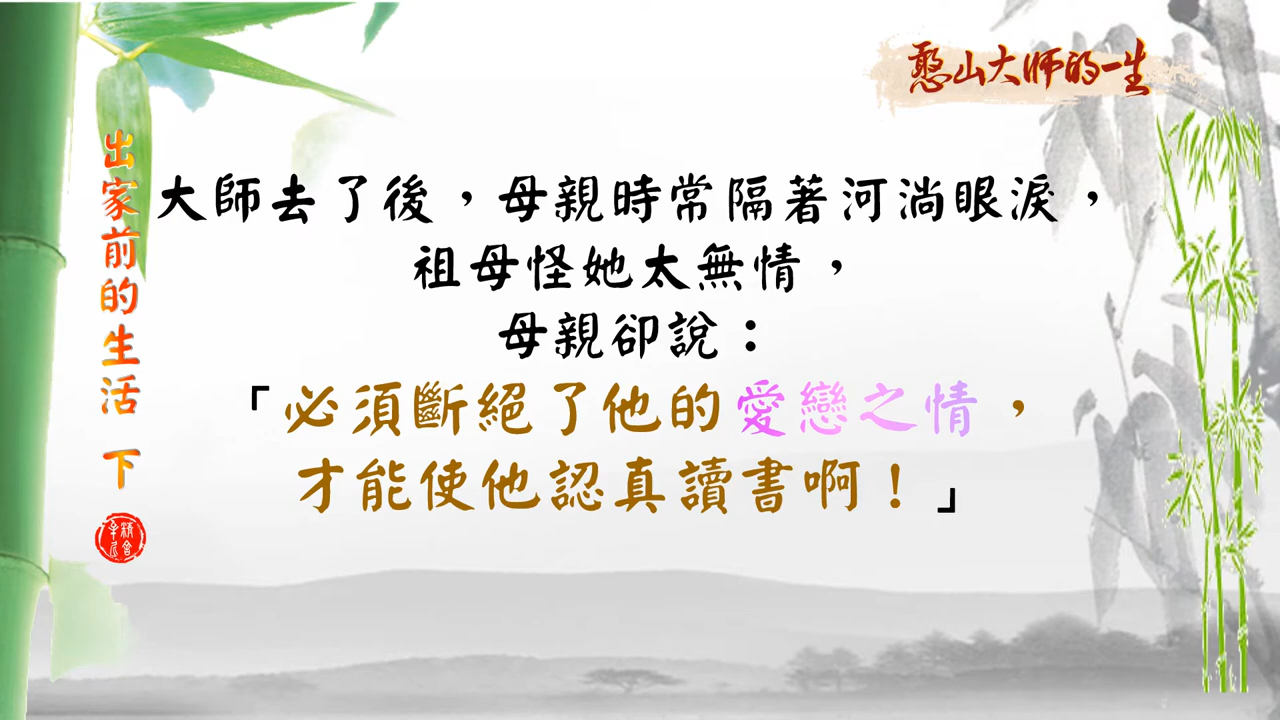 憨山大師的一生
出家前的生活 下
大師去了後，母親時常隔著河淌眼淚，
祖母怪她太無情，
母親卻說：
「必須斷絕了他的愛戀之情，
才能使他認真讀書啊！」